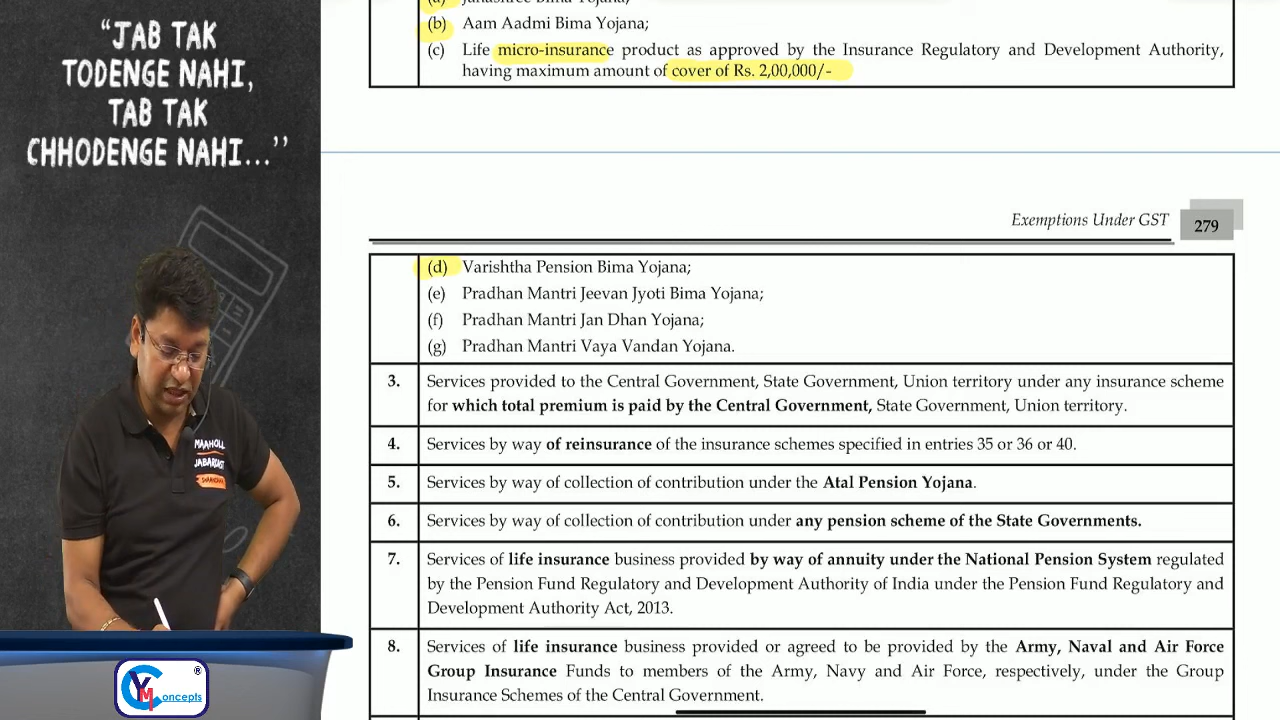 “JAB TAK
TODENGE NAHI,
TAB TAK
CHHODENGE NAHI...’’
(a) Janashree Bima Yojana;
(b) Aam Aadmi Bima Yojana;
(c) Life micro-insurance product as approved by the Insurance Regulatory and Development Authority,
having maximum amount of cover of Rs. 2,00,000/-
Exemptions Under GST 279
(d) Varishtha Pension Bima Yojana;
(e) Pradhan Mantri Jeevan Jyoti Bima Yojana;
(f) Pradhan Mantri Jan Dhan Yojana;
(g) Pradhan Mantri Vaya Vandan Yojana.
3. Services provided to the Central Government, State Government, Union territory under any insurance scheme
for which total premium is paid by the Central Government, State Government, Union territory.
4. Services by way of reinsurance of the insurance schemes specified in entries 35 or 36 or 40.
5. Services by way of collection of contribution under the Atal Pension Yojana.
6. Services by way of collection of contribution under any pension scheme of the State Governments.
7. Services of life insurance business provided by way of annuity under the National Pension System regulated
by the Pension Fund Regulatory and Development Authority of India under the Pension Fund Regulatory and
Development Authority Act, 2013.
8. Services of life insurance business provided or agreed to be provided by the Army, Naval and Air Force
Group Insurance Funds to members of the Army, Navy and Air Force, respectively, under the Group
Insurance Schemes of the Central Government.
MAAHOLL
JABARDAST
YM Concepts ®